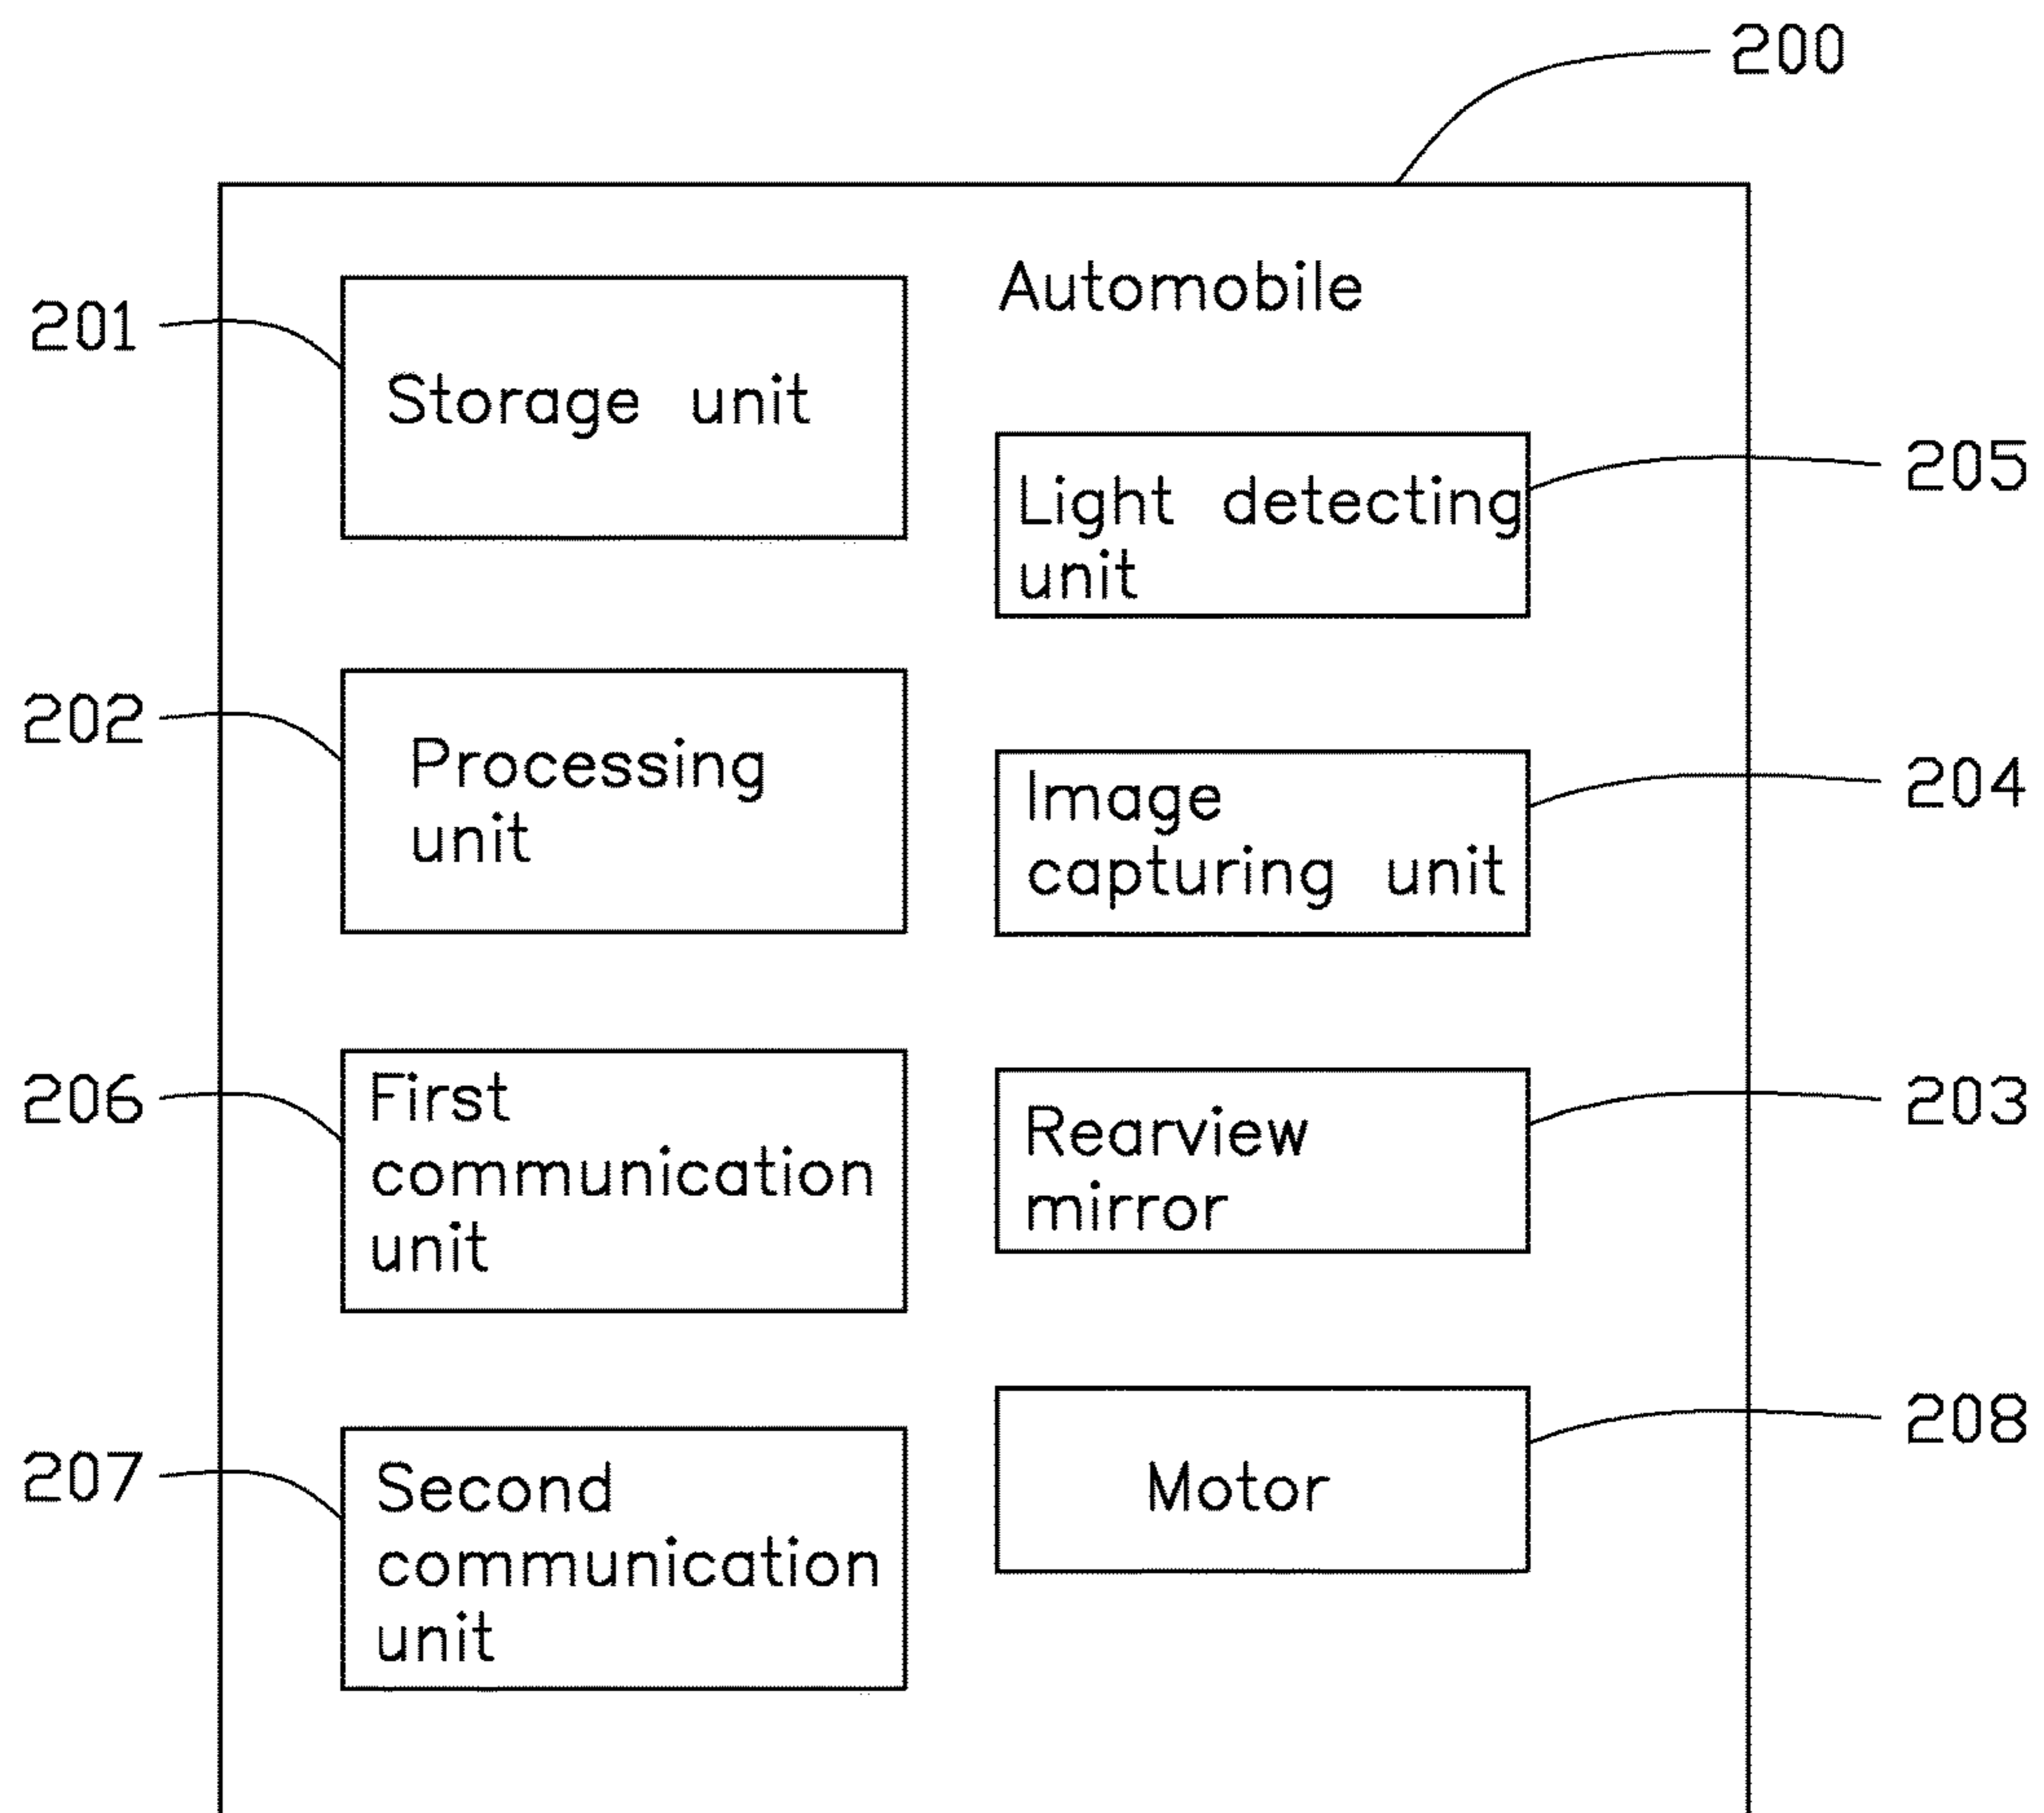 200
Automobile
201
Storage unit
205
Light detecting
unit
202
Processing
unit
204
Image
capturing unit
206
First
communication
unit
203
Rearview
mirror
207
Second
communication
unit
208
Motor